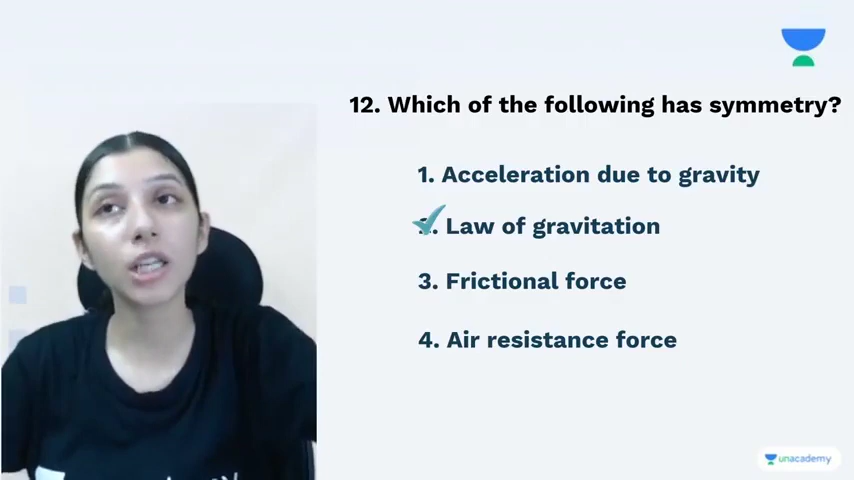 12. Which of the following has symmetry?
1. Acceleration due to gravity
2. Law of gravitation
3. Frictional force
4. Air resistance force
unacademy